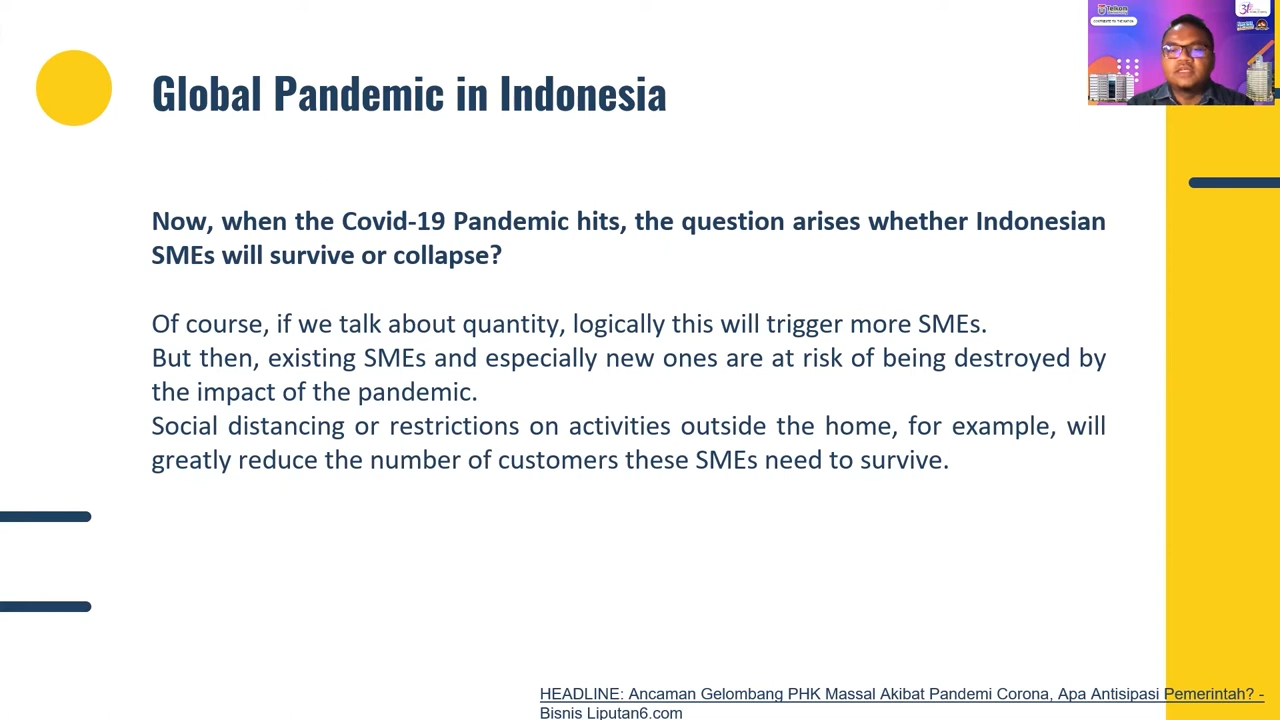 Global Pandemic in Indonesia
Now, when the Covid-19 Pandemic hits, the question arises whether Indonesian
SMEs will survive or collapse?
Of course, if we talk about quantity, logically this will trigger more SMEs.
But then, existing SMEs and especially new ones are at risk of being destroyed by
the impact of the pandemic.
Social distancing or restrictions on activities outside the home, for example, will
greatly reduce the number of customers these SMEs need to survive.
HEADLINE: Ancaman Gelombang PHK Massal Akibat Pandemi Corona, Apa Antisipasi Pemerintah? -
Bisnis Liputan6.com
Telkom